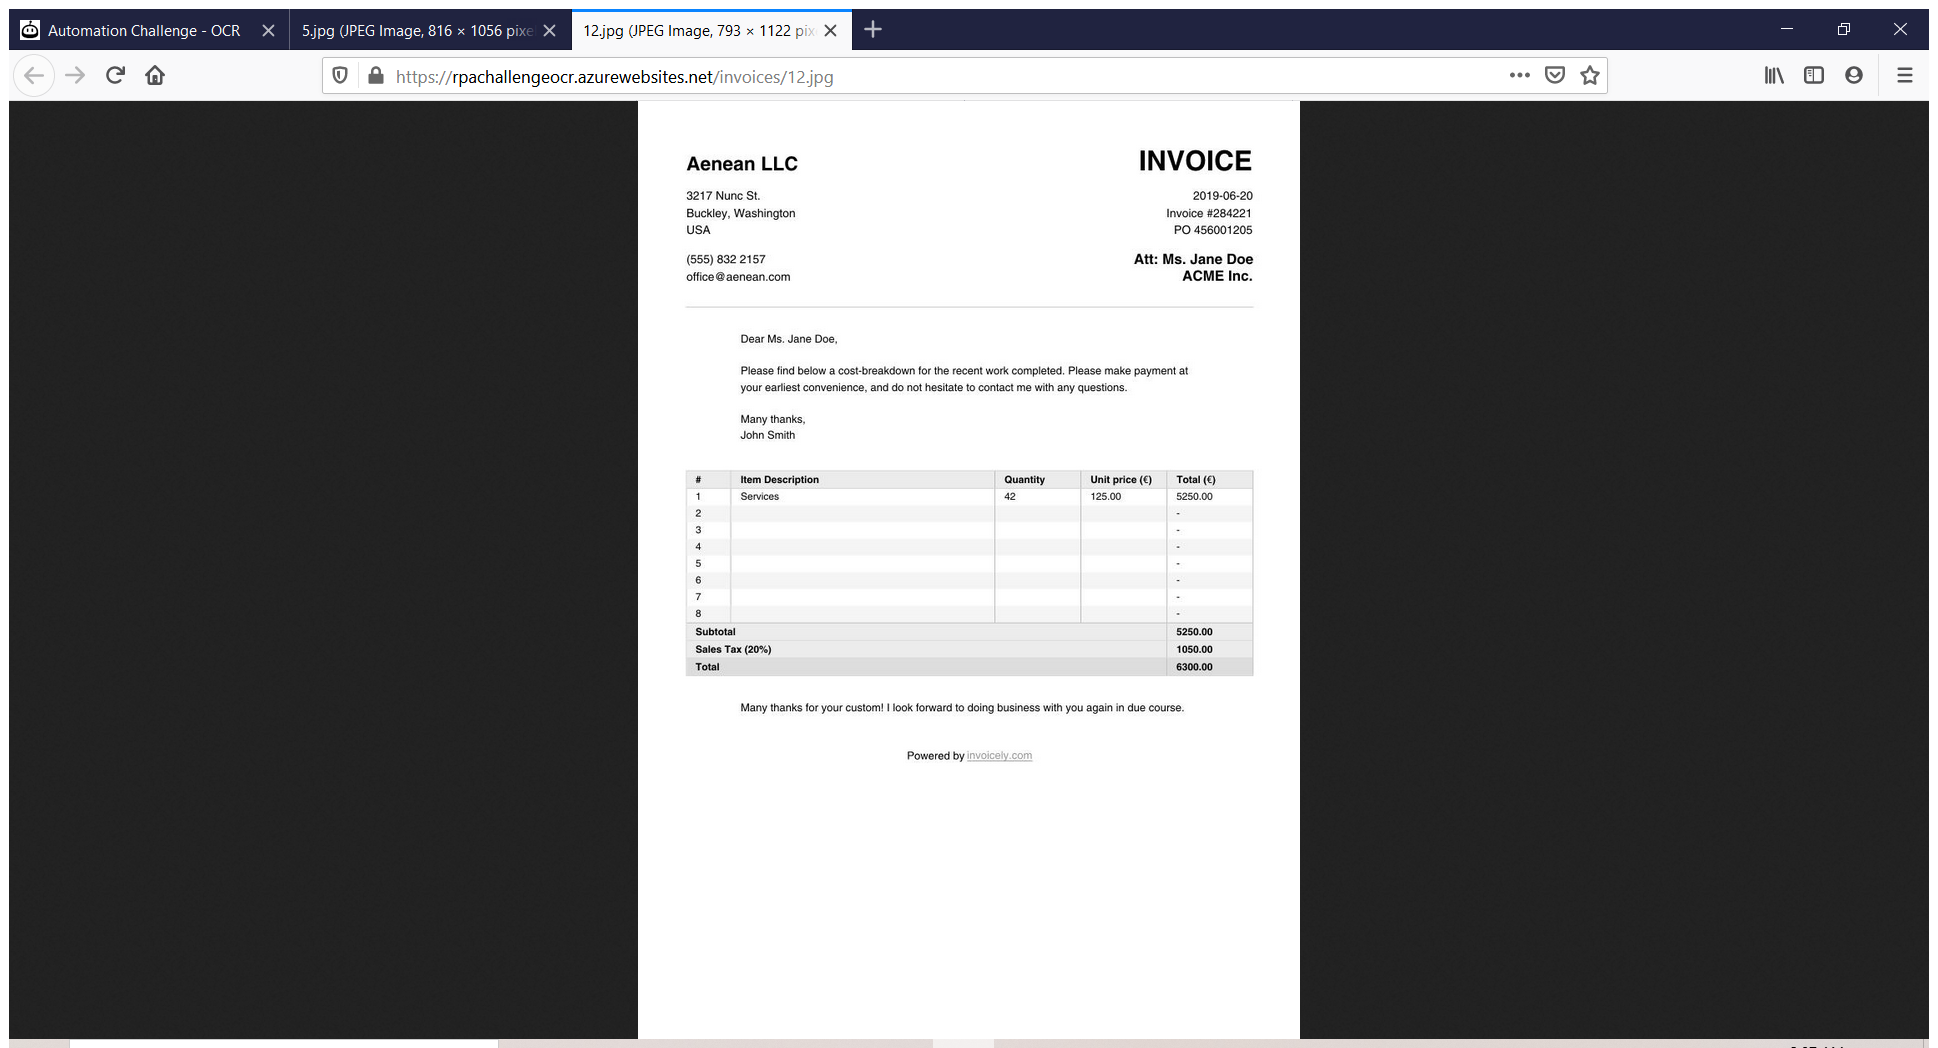 Automation Challenge - OCR
5.jpg (JPEG Image, 816 × 1056 pixe
12.jpg (JPEG Image, 793 × 1122 pix
https://rpachallengeocr.azurewebsites.net/invoices/12.jpg
Aenean LLC
INVOICE
3217 Nunc St.
2019-06-20
Buckley, Washington
Invoice #284221
USA
PO 456001205
(555) 832 2157
Att: Ms. Jane Doe
office@aenean.com
ACME Inc.
Dear Ms. Jane Doe,
Please find below a cost-breakdown for the recent work completed. Please make payment at
your earliest convenience, and do not hesitate to contact me with any questions.
Many thanks,
John Smith
# Item Description Quantity Unit price (€) Total (€)
1 Services 42 125.00 5250.00
2 -
3 -
4 -
5 -
6 -
7 -
8 -
Subtotal 5250.00
Sales Tax (20%) 1050.00
Total 6300.00
Many thanks for your custom! I look forward to doing business with you again in due course.
Powered by invoicely.com